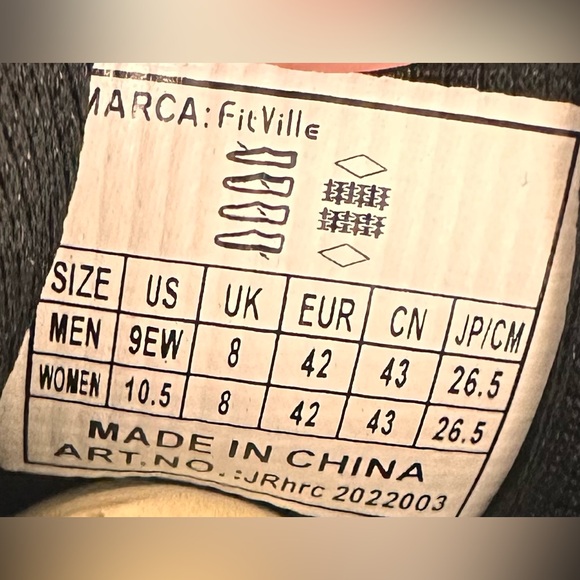 MARCA: FitVille
SIZE US UK EUR CN JP/CM
MEN 9EW 8 42 43 26.5
WOMEN 10.5 8 42 43 26.5
MADE IN CHINA
ART.NO.:JRhrc 2022003